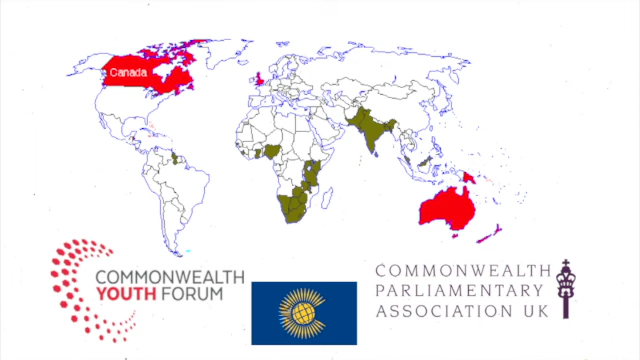 Canada
COMMONWEALTH
YOUTH FORUM
COMMONWEALTH
PARLIAMENTARY
ASSOCIATION UK